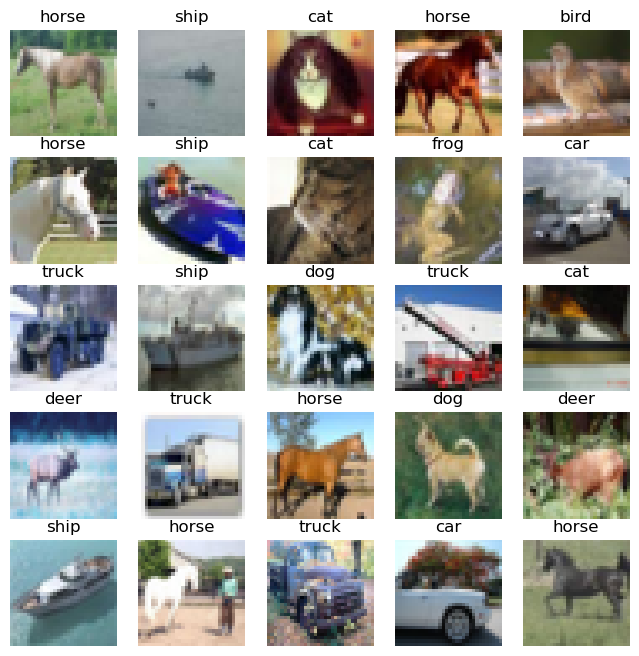 horse ship cat horse bird
horse ship cat frog car
truck ship dog truck cat
deer truck horse dog deer
ship horse truck car horse